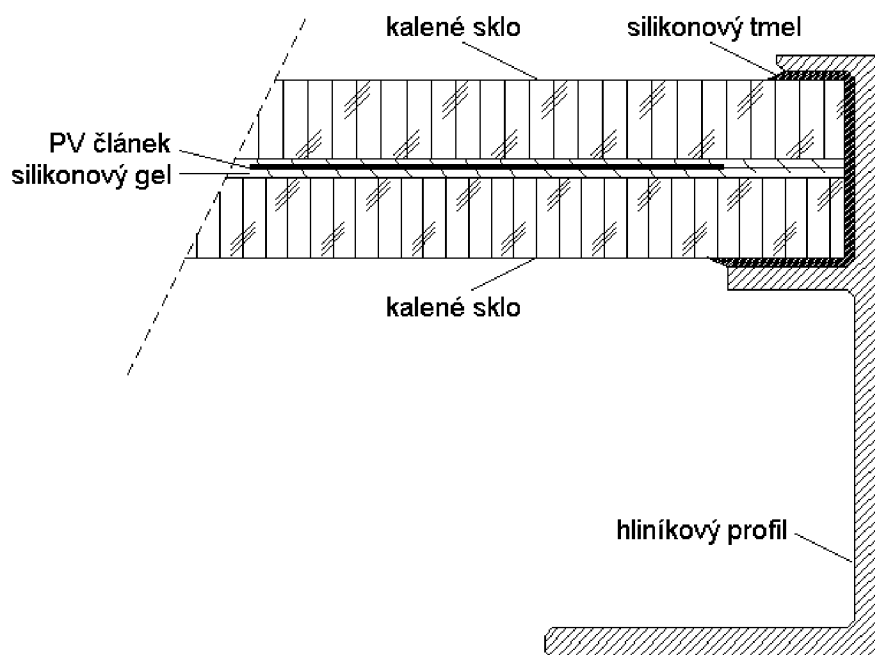 kalené sklo
silikonový tmel
PV článek
silikonový gel
kalené sklo
hliníkový profil